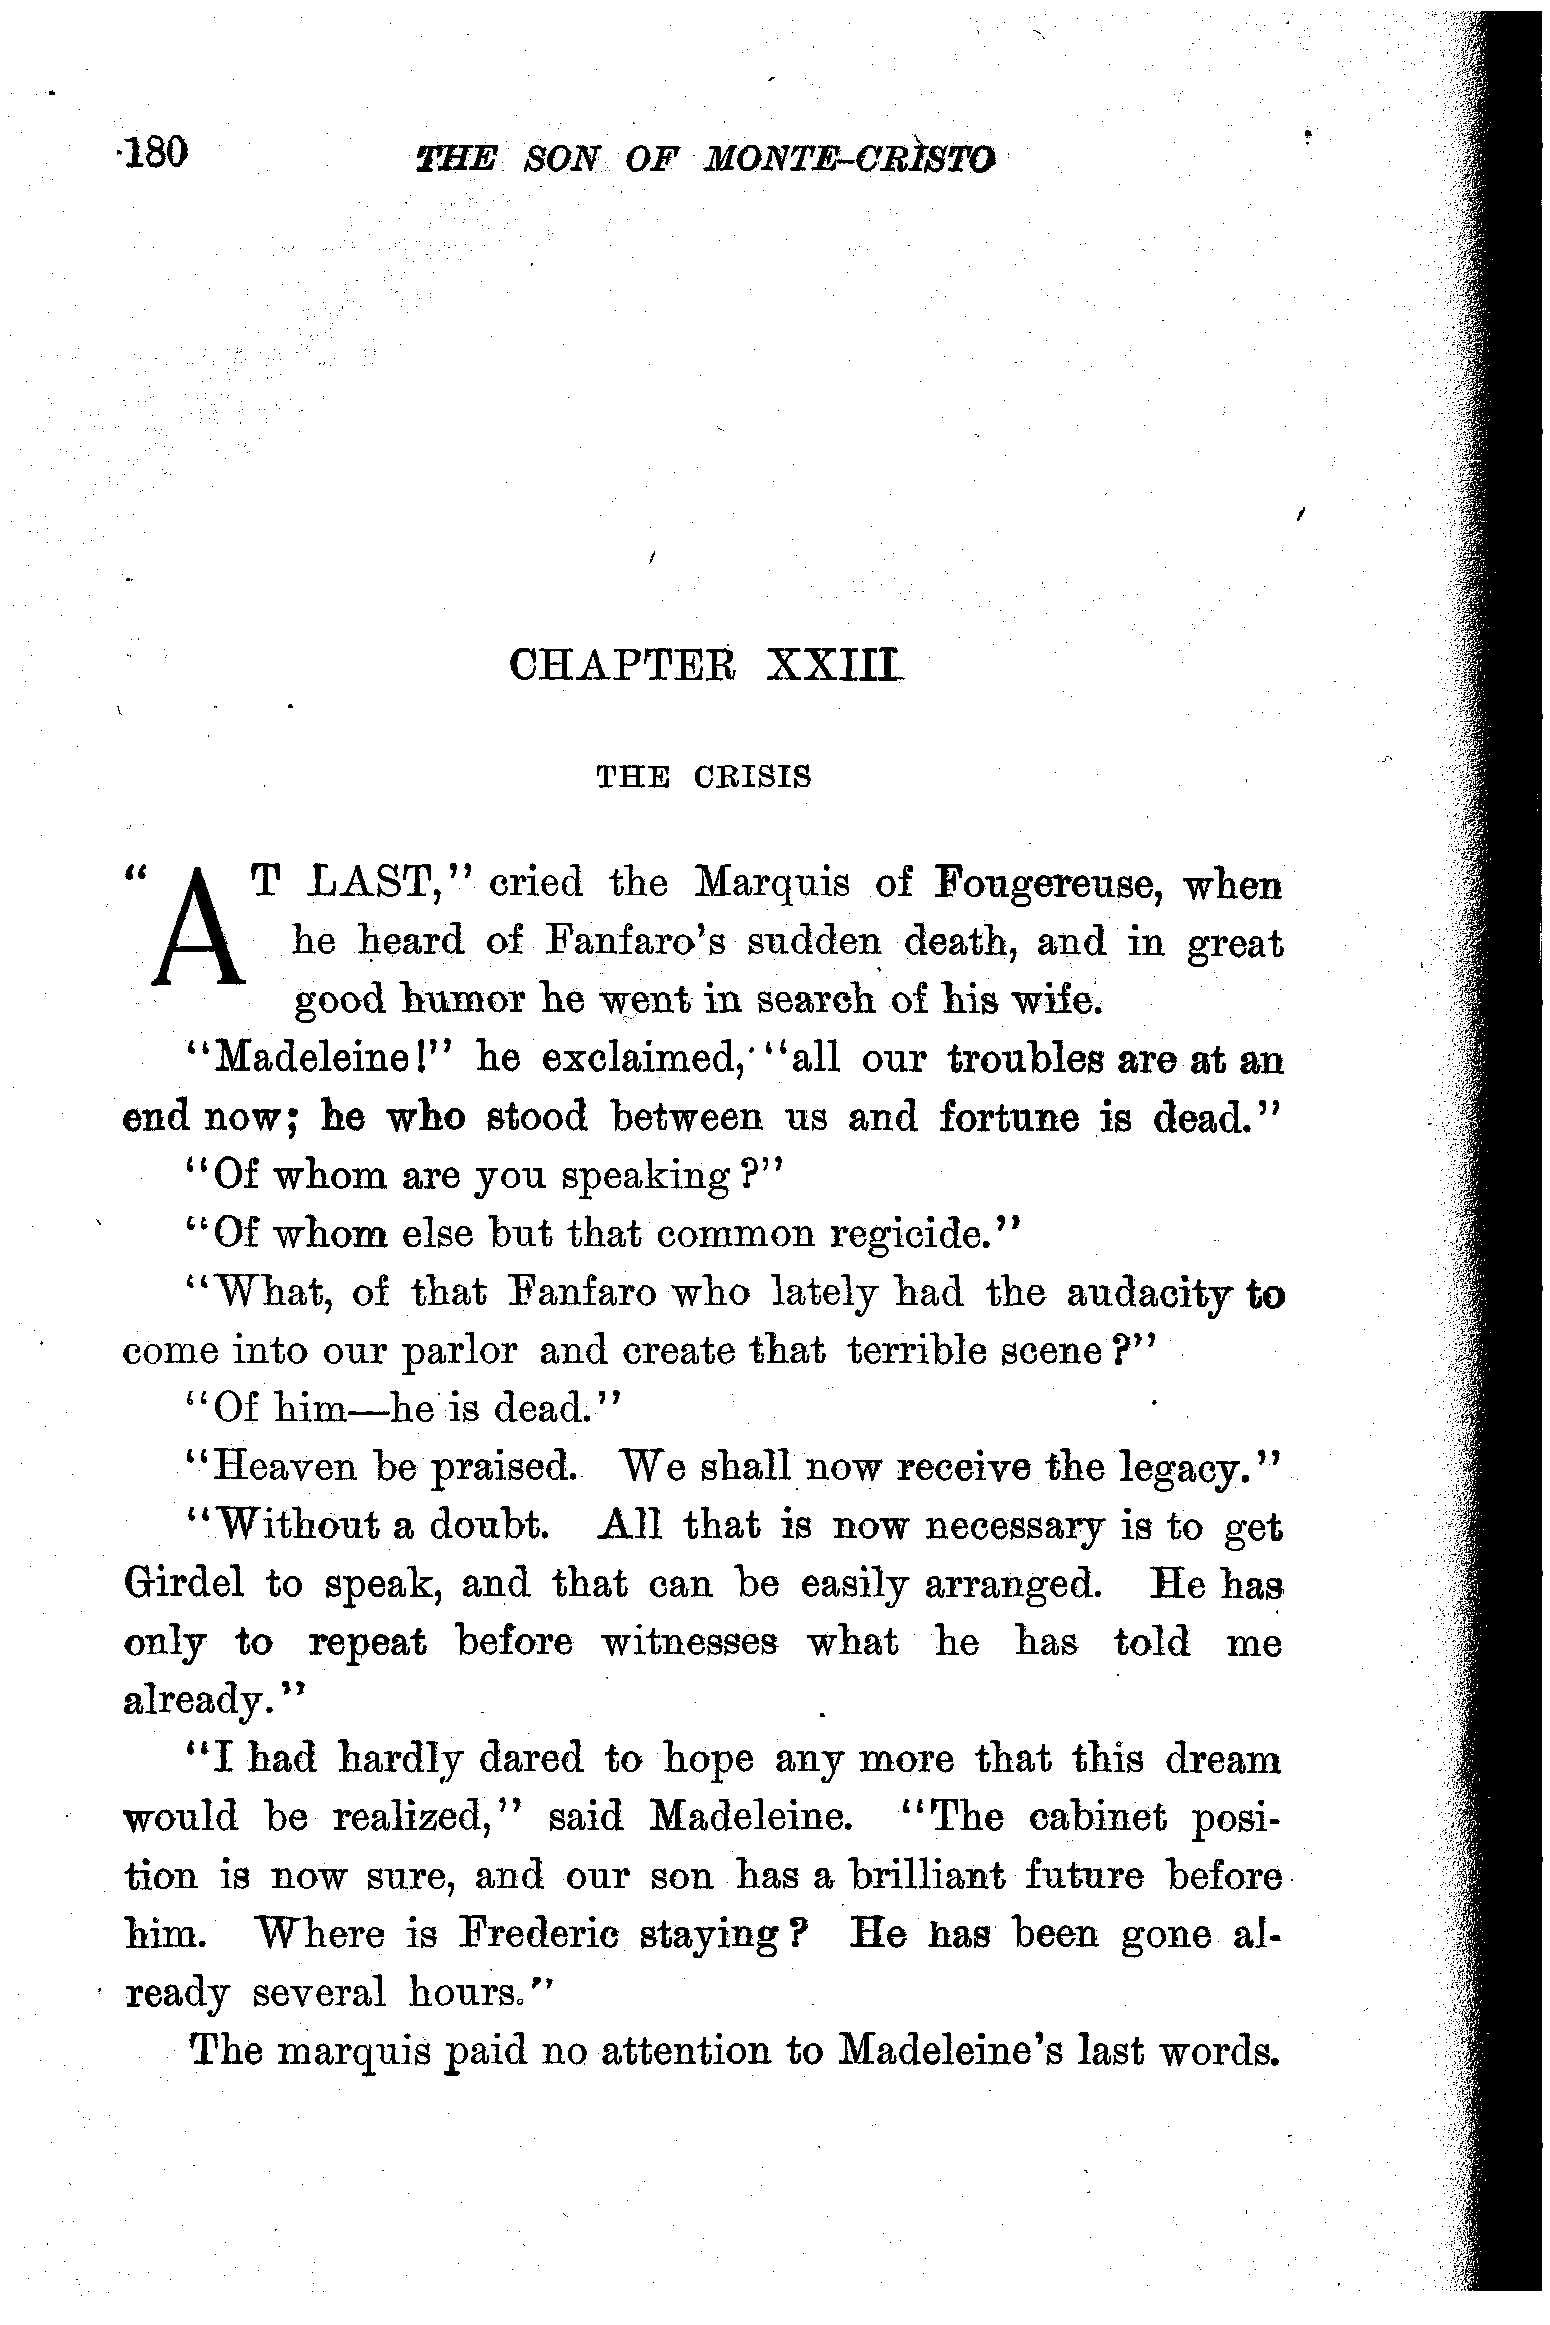 180 THE SON OF MONTE-CRISTO
CHAPTER XXIII
THE CRISIS
"AT LAST," cried the Marquis of Fougereuse, when
he heard of Fanfaro's sudden death, and in great
good humor he went in search of his wife.
"Madeleine!" he exclaimed, "all our troubles are at an
end now; he who stood between us and fortune is dead."
"Of whom are you speaking?"
"Of whom else but that common regicide."
"What, of that Fanfaro who lately had the audacity to
come into our parlor and create that terrible scene?"
"Of him—he is dead."
"Heaven be praised. We shall now receive the legacy."
"Without a doubt. All that is now necessary is to get
Girdel to speak, and that can be easily arranged. He has
only to repeat before witnesses what he has told me
already."
"I had hardly dared to hope any more that this dream
would be realized," said Madeleine. "The cabinet posi-
tion is now sure, and our son has a brilliant future before
him. Where is Frederic staying? He has been gone al-
ready several hours."
The marquis paid no attention to Madeleine's last words.